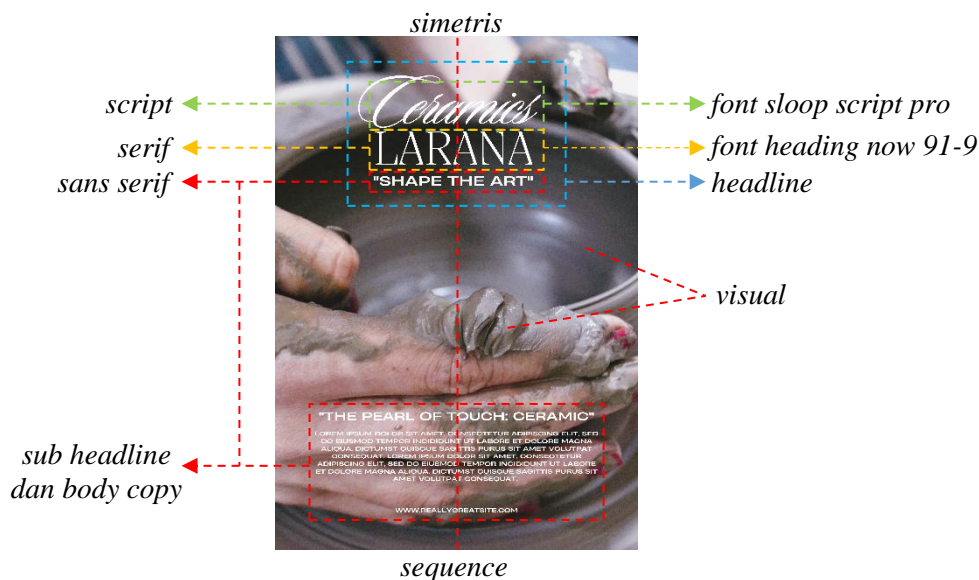 simetris
script
Ceramics
font sloop script pro
serif
LARANA
font heading now 91-9
sans serif
"SHAPE THE ART"
headline
visual
"THE PEARL OF TOUCH: CERAMIC"
LOREM IPSUM DOLOR SIT AMET, CONSECTETUR ADIPISCING ELIT, SED
DO EIUSMOD TEMPOR INCIDIDUNT UT LABORE ET DOLORE MAGNA
ALIQUA. DICTUMST QUISQUE SAGITTIS PURUS SIT AMET VOLUTPAT
CONSEQUAT. LOREM IPSUM DOLOR SIT AMET, CONSECTETUR
ADIPISCING ELIT, SED DO EIUSMOD TEMPOR INCIDIDUNT UT LABORE
ET DOLORE MAGNA ALIQUA. DICTUMST QUISQUE SAGITTIS PURUS SIT
AMET VOLUTPAT CONSEQUAT.
sub headline
dan body copy
WWW.REALLYGREATSITE.COM
sequence